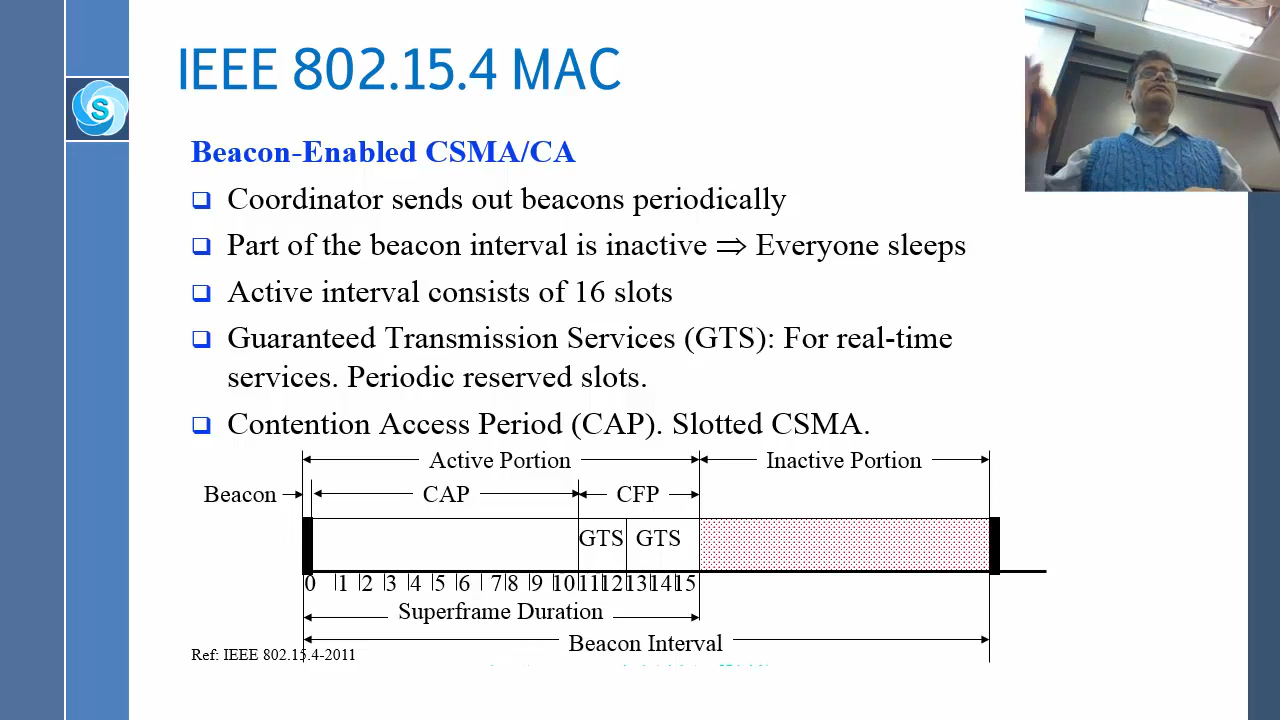 IEEE 802.15.4 MAC
S
Beacon-Enabled CSMA/CA
Coordinator sends out beacons periodically
Part of the beacon interval is inactive ⇒ Everyone sleeps
Active interval consists of 16 slots
Guaranteed Transmission Services (GTS): For real-time
services. Periodic reserved slots.
Contention Access Period (CAP). Slotted CSMA.
Active Portion Inactive Portion
Beacon CAP CFP
GTS GTS
0 1 2 3 4 5 6 7 8 9 10 11 12 13 14 15
Superframe Duration
Beacon Interval
Ref: IEEE 802.15.4-2011